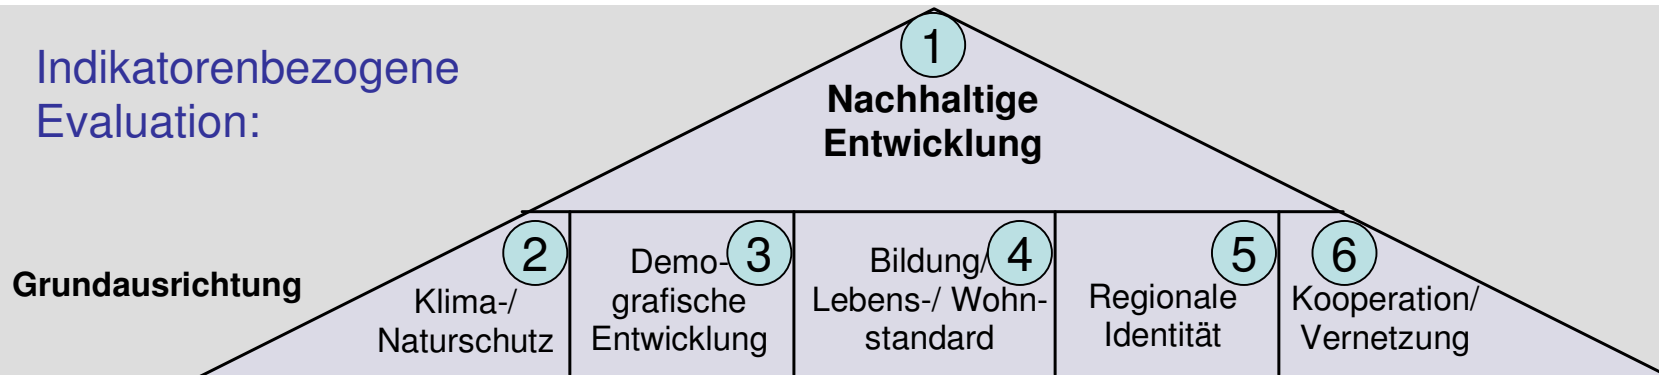 Indikatorenbezogene
Evaluation:
1
Nachhaltige
Entwicklung
Grundausrichtung
2
Klima-/
Naturschutz
3
Demo-
grafische
Entwicklung
4
Bildung/
Lebens-/ Wohn-
standard
5
Regionale
Identität
6
Kooperation/
Vernetzung